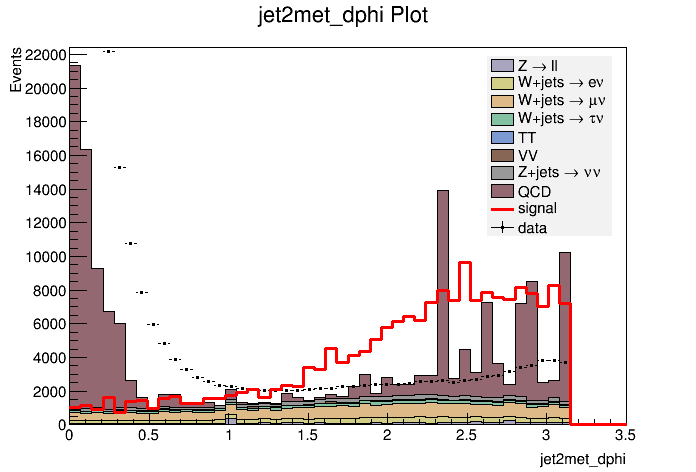 jet2met_dphi Plot
Events
22000
20000
18000
16000
14000
12000
10000
8000
6000
4000
2000
0
Z → ll
W+jets → eν
W+jets → μν
W+jets → τν
TT
VV
Z+jets → νν
QCD
signal
data
0 0.5 1 1.5 2 2.5 3 3.5
jet2met_dphi